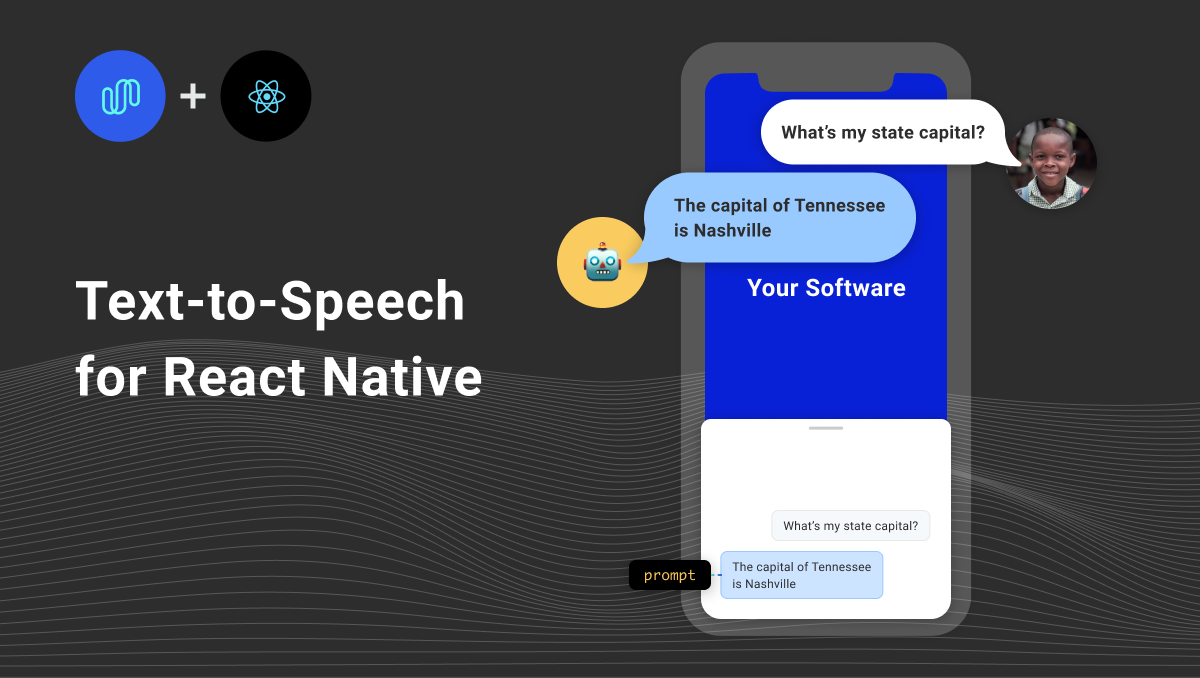 Text-to-Speech
for React Native
What’s my state capital?
The capital of Tennessee
is Nashville
Your Software
What’s my state capital?
prompt
The capital of Tennessee
is Nashville